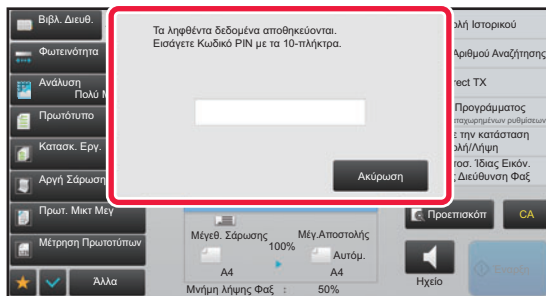 Βιβλ. Διευθ.
Φωτεινότητα
Ανάλυση
Πολύ
Πρωτότυπο
Κατασκ. Εργ.
Αργή Σάρωση
Πρωτ. Μικτ Μεγ
Μέτρηση Πρωτοτύπων
Άλλα
Τα ληφθέντα δεδομένα αποθηκεύονται.
Εισάγετε Κωδικό PIN με τα 10-πλήκτρα.
Ακύρωση
ολή Ιστορικού
Αριθμού Αναζήτησης
rect TX
Προγράμματος
ταχωρημένων ρυθμίσεων
ε την κατάσταση
ολή/Λήψη
τοσ. Ίδιας Εικόν.
ς Διεύθυνση Φαξ
Προεπισκόπ
CA
Μέγεθ. Σάρωσης
100%
Μέγ.Αποστολής
Αυτόμ.
A4
A4
Μνήμη λήψης Φαξ : 50%
Ηχείο